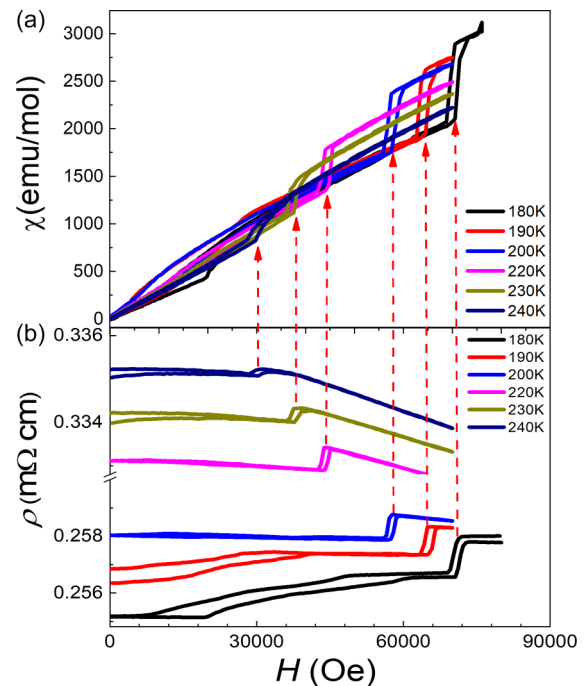 (a)
3000
2500
2000
1500
1000
500
0
χ(emu/mol)
180K
190K
200K
220K
230K
240K
(b)
0.336
0.334
0.258
0.256
ρ (mΩ cm)
180K
190K
200K
220K
230K
240K
0 30000 60000 90000
H (Oe)